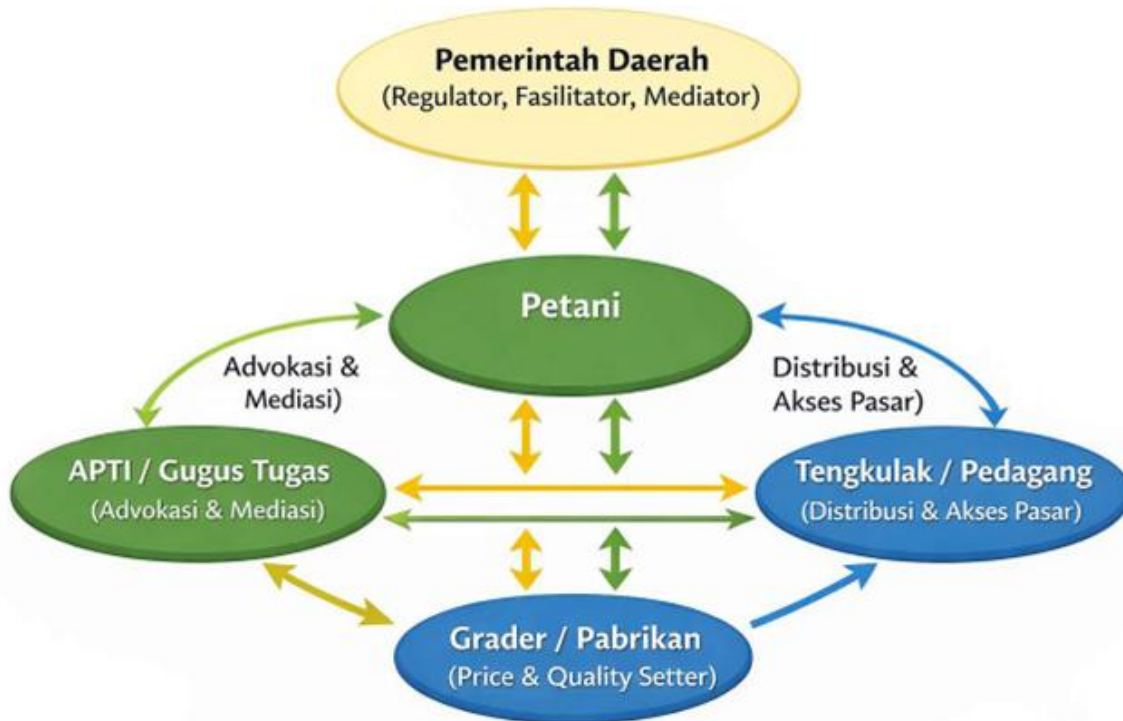 Pemerintah Daerah
(Regulator, Fasilitator, Mediator)
Petani
Advokasi &
Mediasi)
Distribusi &
Akses Pasar)
APTI / Gugus Tugas
(Advokasi & Mediasi)
Tengkulak / Pedagang
(Distribusi & Akses Pasar)
Grader / Pabrikan
(Price & Quality Setter)